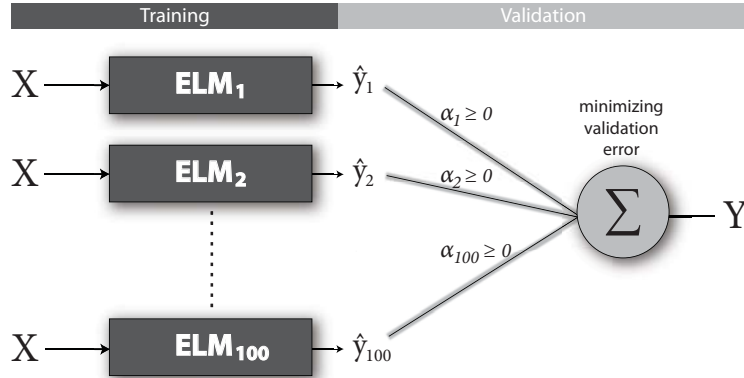 Training
Validation
X
ELM₁
ŷ₁
α₁ ≥ 0
minimizing
validation
error
X
ELM₂
ŷ₂
α₂ ≥ 0
∑
Y
α₁₀₀ ≥ 0
X
ELM₁₀₀
ŷ₁₀₀